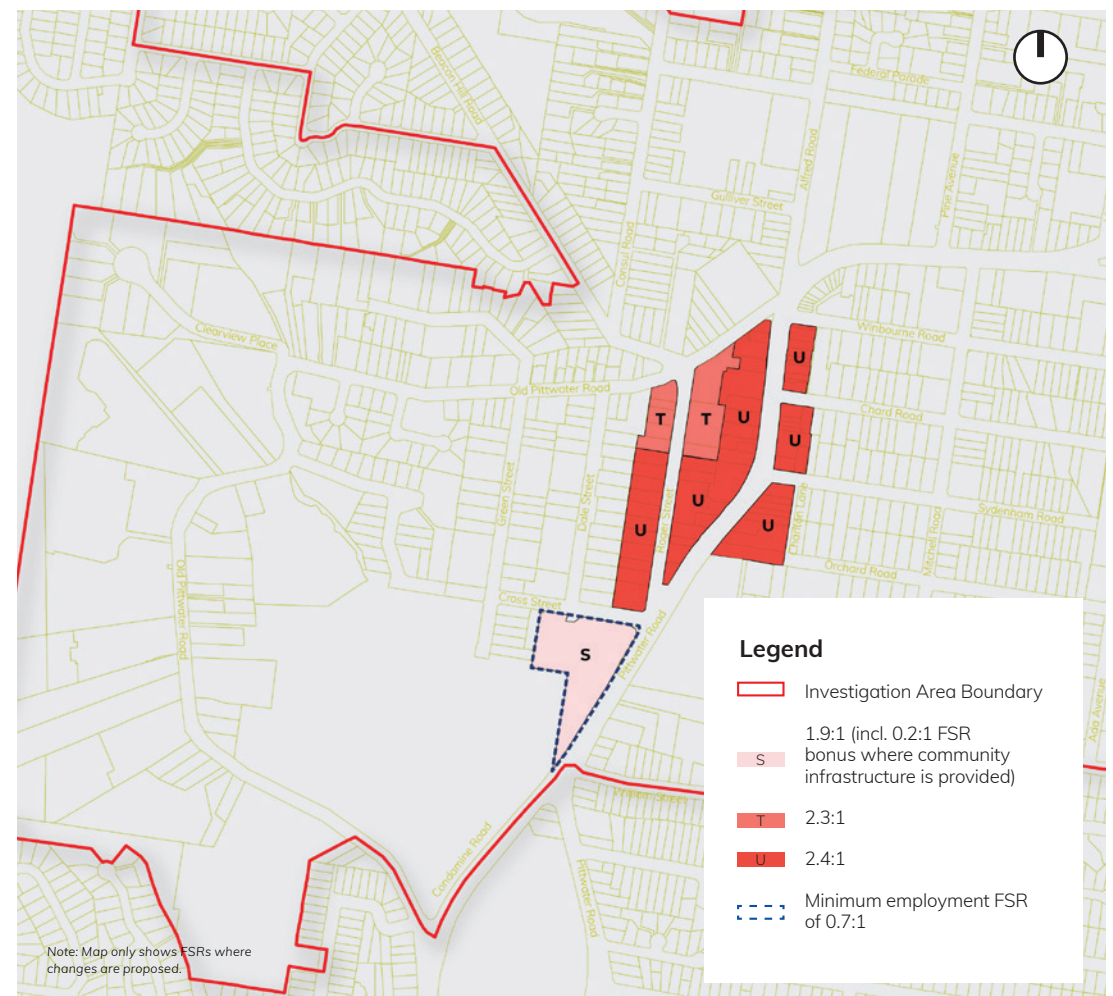 Beacon Hill Road
Federal Parade
Alfred Road
Pine Avenue
Gulliver Street
Consul Road
Clearview Place
Winbourne Road
Old Pittwater Road
Chard Road
U
T
T
U
U
Green Street
Dale Street
Roger Street
U
U
U
Charlton Lane
Mitchell Road
Sydenham Road
Orchard Road
Old Pittwater Road
Cross Street
S
Pittwater Road
Ada Avenue
William Street
Condamine Road
Pittwater Road
Legend
Investigation Area Boundary
S
1.9:1 (incl. 0.2:1 FSR
bonus where community
infrastructure is provided)
T
2.3:1
U
2.4:1
Minimum employment FSR
of 0.7:1
Note: Map only shows FSRs where
changes are proposed.